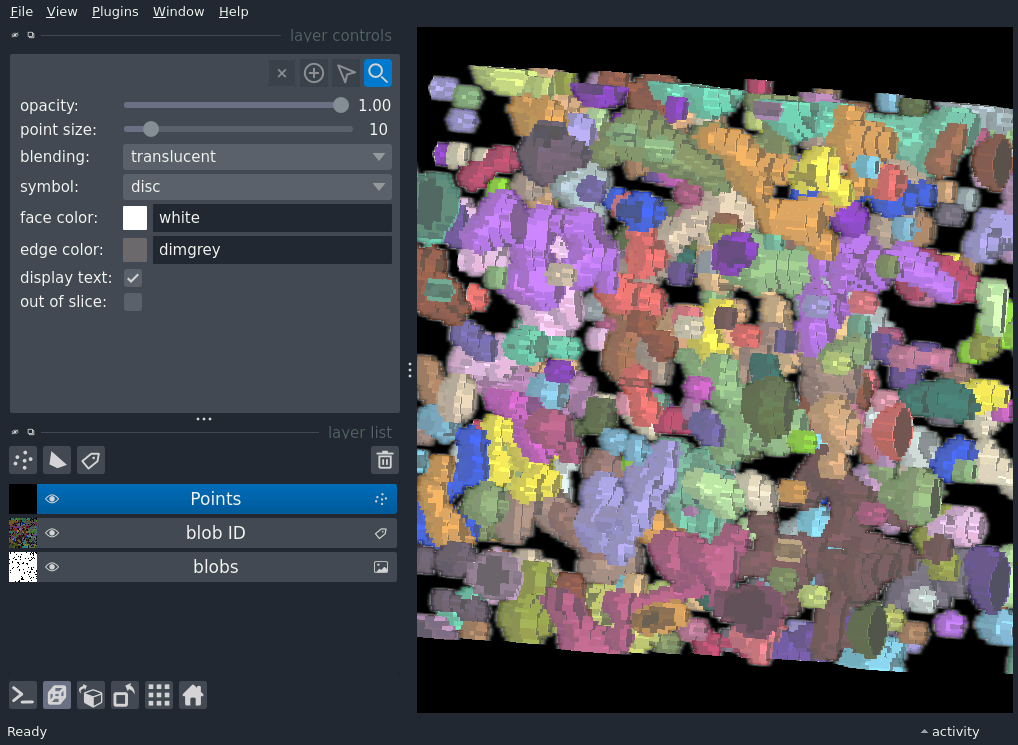 File View Plugins Window Help
layer controls
opacity: 1.00
point size: 10
blending: translucent
symbol: disc
face color: white
edge color: dimgrey
display text:
out of slice:
layer list
Points
blob ID
blobs
Ready
activity